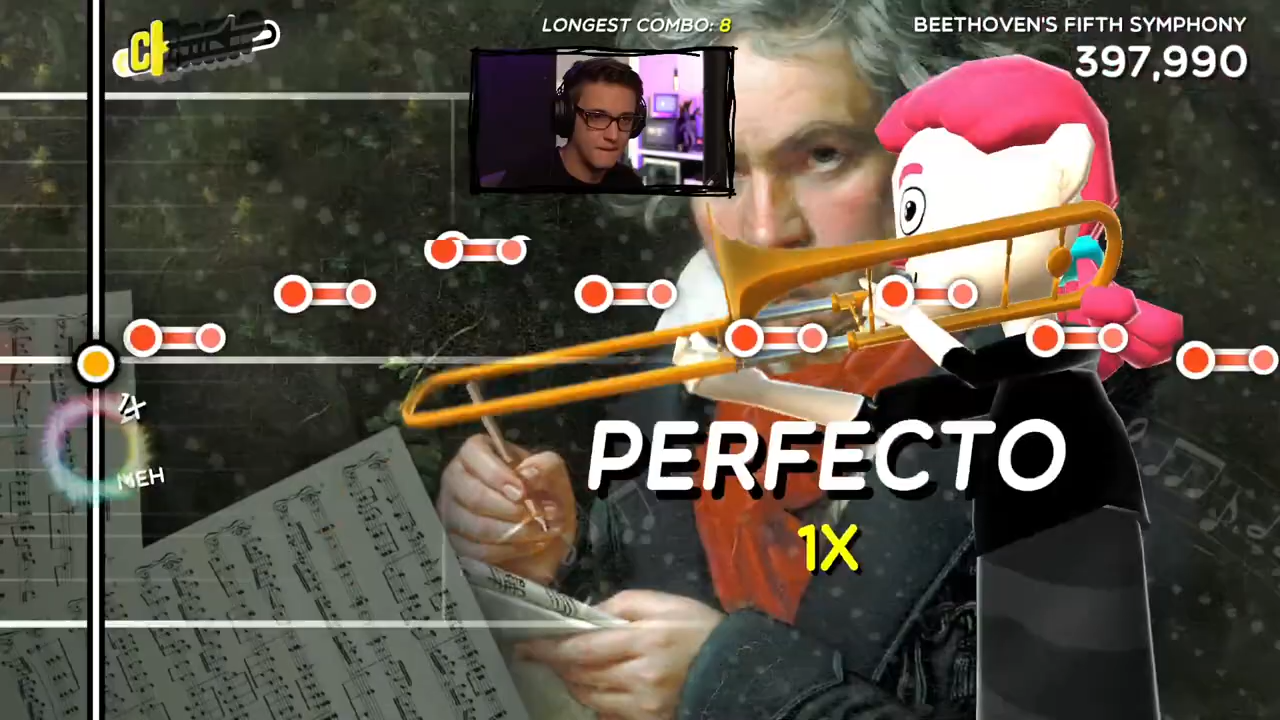 LONGEST COMBO: 8
BEETHOVEN'S FIFTH SYMPHONY
397,990
MEH
PERFECTO
1X